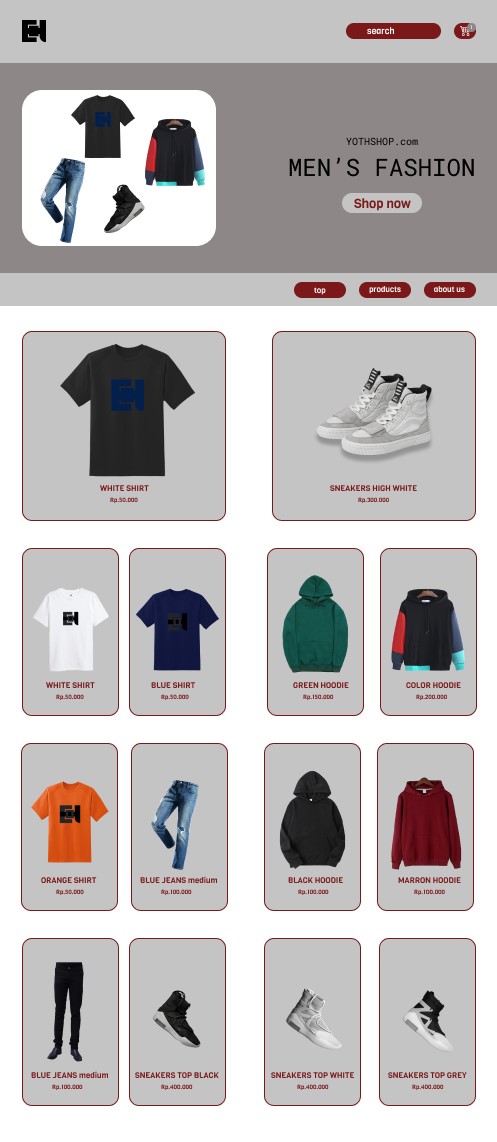 search
YOTHSHOP.com
MEN'S FASHION
Shop now
top
products
about us
WHITE SHIRT
Rp.50.000
SNEAKERS HIGH WHITE
Rp.300.000
WHITE SHIRT
Rp.50.000
BLUE SHIRT
Rp.50.000
GREEN HOODIE
Rp.150.000
COLOR HOODIE
Rp.200.000
ORANGE SHIRT
Rp.50.000
BLUE JEANS medium
Rp.100.000
BLACK HOODIE
Rp.100.000
MARRON HOODIE
Rp.100.000
BLUE JEANS medium
Rp.100.000
SNEAKERS TOP BLACK
Rp.400.000
SNEAKERS TOP WHITE
Rp.400.000
SNEAKERS TOP GREY
Rp.400.000